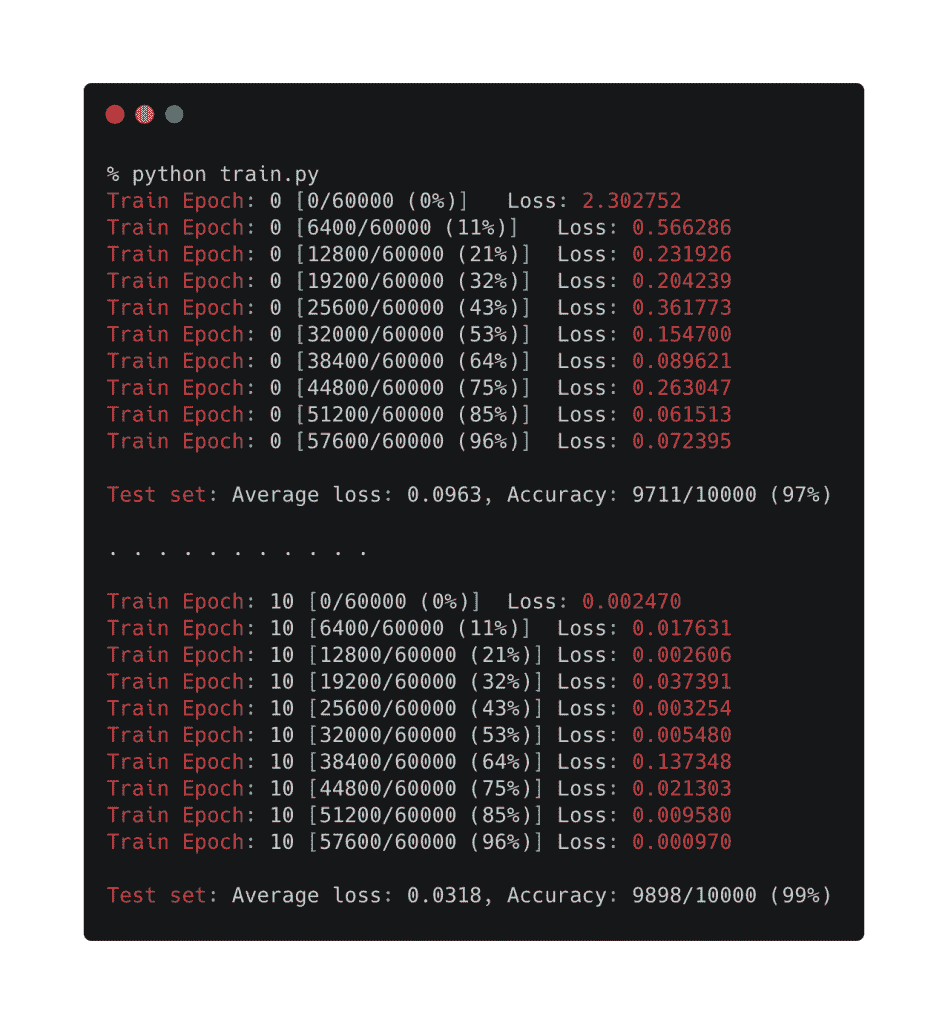 % python train.py
Train Epoch: 0 [0/60000 (0%)]   Loss: 2.302752
Train Epoch: 0 [6400/60000 (11%)]   Loss: 0.566286
Train Epoch: 0 [12800/60000 (21%)]  Loss: 0.231926
Train Epoch: 0 [19200/60000 (32%)]  Loss: 0.204239
Train Epoch: 0 [25600/60000 (43%)]  Loss: 0.361773
Train Epoch: 0 [32000/60000 (53%)]  Loss: 0.154700
Train Epoch: 0 [38400/60000 (64%)]  Loss: 0.089621
Train Epoch: 0 [44800/60000 (75%)]  Loss: 0.263047
Train Epoch: 0 [51200/60000 (85%)]  Loss: 0.061513
Train Epoch: 0 [57600/60000 (96%)]  Loss: 0.072395
Test set: Average loss: 0.0963, Accuracy: 9711/10000 (97%)
. . . . . . . . . . .
Train Epoch: 10 [0/60000 (0%)]  Loss: 0.002470
Train Epoch: 10 [6400/60000 (11%)]  Loss: 0.017631
Train Epoch: 10 [12800/60000 (21%)] Loss: 0.002606
Train Epoch: 10 [19200/60000 (32%)] Loss: 0.037391
Train Epoch: 10 [25600/60000 (43%)] Loss: 0.003254
Train Epoch: 10 [32000/60000 (53%)] Loss: 0.005480
Train Epoch: 10 [38400/60000 (64%)] Loss: 0.137348
Train Epoch: 10 [44800/60000 (75%)] Loss: 0.021303
Train Epoch: 10 [51200/60000 (85%)] Loss: 0.009580
Train Epoch: 10 [57600/60000 (96%)] Loss: 0.000970
Test set: Average loss: 0.0318, Accuracy: 9898/10000 (99%)